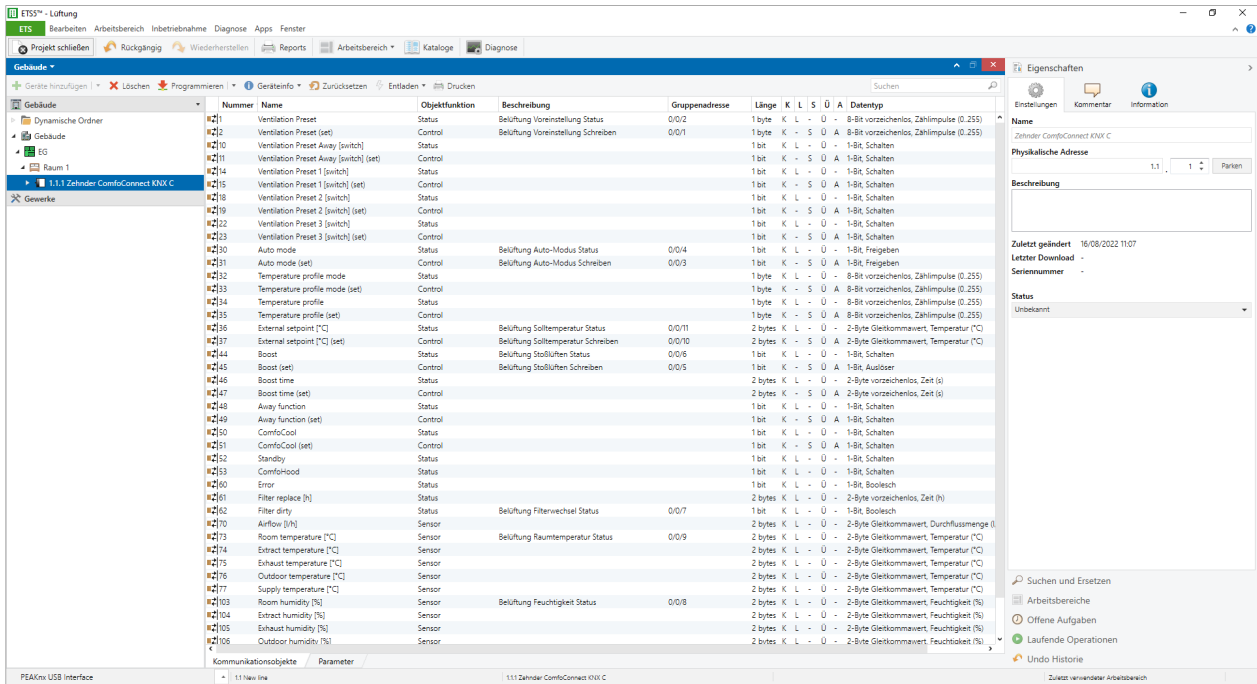 ETS5™ - Lüftung
ETS Bearbeiten Arbeitsbereich Inbetriebnahme Diagnose Apps Fenster
Projekt schließen Rückgängig Wiederherstellen Reports Arbeitsbereich Kataloge Diagnose
Gebäude
Geräte hinzufügen Löschen Programmieren Geräteinfo Zurücksetzen Entladen Drucken Suchen
Gebäude
Dynamische Ordner
Gebäude
EG
Raum 1
1.1.1 Zehnder ComfoConnect KNX C
Gewerke
Nummer Name Objektfunktion Beschreibung Gruppenadresse Länge K L S Ü A Datentyp
1 Ventilation Preset Status Belüftung Voreinstellung Status 0/0/2 1 byte K L - Ü - 8-Bit vorzeichenlos, Zählimpulse (0..255)
2 Ventilation Preset (set) Control Belüftung Voreinstellung Schreiben 0/0/1 1 byte K - S Ü A 8-Bit vorzeichenlos, Zählimpulse (0..255)
10 Ventilation Preset Away [switch] Status 1 bit K L - Ü - 1-Bit, Schalten
11 Ventilation Preset Away [switch] (set) Control 1 bit K - S Ü A 1-Bit, Schalten
14 Ventilation Preset 1 [switch] Status 1 bit K L - Ü - 1-Bit, Schalten
15 Ventilation Preset 1 [switch] (set) Control 1 bit K - S Ü A 1-Bit, Schalten
18 Ventilation Preset 2 [switch] Status 1 bit K L - Ü - 1-Bit, Schalten
19 Ventilation Preset 2 [switch] (set) Control 1 bit K - S Ü A 1-Bit, Schalten
22 Ventilation Preset 3 [switch] Status 1 bit K L - Ü - 1-Bit, Schalten
23 Ventilation Preset 3 [switch] (set) Control 1 bit K - S Ü A 1-Bit, Schalten
30 Auto mode Status Belüftung Auto-Modus Status 0/0/4 1 bit K L - Ü - 1-Bit, Freigeben
31 Auto mode (set) Control Belüftung Auto-Modus Schreiben 0/0/3 1 bit K - S Ü A 1-Bit, Freigeben
32 Temperature profile mode Status 1 byte K L - Ü - 8-Bit vorzeichenlos, Zählimpulse (0..255)
33 Temperature profile mode (set) Control 1 byte K - S Ü A 8-Bit vorzeichenlos, Zählimpulse (0..255)
34 Temperature profile Status 1 byte K L - Ü - 8-Bit vorzeichenlos, Zählimpulse (0..255)
35 Temperature profile (set) Control 1 byte K - S Ü A 8-Bit vorzeichenlos, Zählimpulse (0..255)
36 External setpoint [°C] Status Belüftung Solltemperatur Status 0/0/11 2 bytes K L - Ü - 2-Byte Gleitkommawert, Temperatur (°C)
37 External setpoint [°C] (set) Control Belüftung Solltemperatur Schreiben 0/0/10 2 bytes K - S Ü A 2-Byte Gleitkommawert, Temperatur (°C)
44 Boost Status Belüftung Stoßlüften Status 0/0/6 1 bit K L - Ü - 1-Bit, Schalten
45 Boost (set) Control Belüftung Stoßlüften Schreiben 0/0/5 1 bit K - S Ü A 1-Bit, Auslöser
46 Boost time Status 2 bytes K L - Ü - 2-Byte vorzeichenlos, Zeit (s)
47 Boost time (set) Control 2 bytes K - S Ü A 2-Byte vorzeichenlos, Zeit (s)
48 Away function Status 1 bit K L - Ü - 1-Bit, Schalten
49 Away function (set) Control 1 bit K - S Ü A 1-Bit, Schalten
50 ComfoCool Status 1 bit K L - Ü - 1-Bit, Schalten
51 ComfoCool (set) Control 1 bit K - S Ü A 1-Bit, Schalten
52 Standby Status 1 bit K L - Ü - 1-Bit, Schalten
53 ComfoHood Status 1 bit K L - Ü - 1-Bit, Schalten
60 Error Status 1 bit K L - Ü - 1-Bit, Boolesch
61 Filter replace [h] Status 2 bytes K L - Ü - 2-Byte vorzeichenlos, Zeit (h)
62 Filter dirty Status Belüftung Filterwechsel Status 0/0/7 1 bit K L - Ü - 1-Bit, Boolesch
70 Airflow [l/h] Sensor 2 bytes K L - Ü - 2-Byte Gleitkommawert, Durchflussmenge (l
73 Room temperature [°C] Sensor Belüftung Raumtemperatur Status 0/0/9 2 bytes K L - Ü - 2-Byte Gleitkommawert, Temperatur (°C)
74 Extract temperature [°C] Sensor 2 bytes K L - Ü - 2-Byte Gleitkommawert, Temperatur (°C)
75 Exhaust temperature [°C] Sensor 2 bytes K L - Ü - 2-Byte Gleitkommawert, Temperatur (°C)
76 Outdoor temperature [°C] Sensor 2 bytes K L - Ü - 2-Byte Gleitkommawert, Temperatur (°C)
77 Supply temperature [°C] Sensor 2 bytes K L - Ü - 2-Byte Gleitkommawert, Temperatur (°C)
103 Room humidity [%] Sensor Belüftung Feuchtigkeit Status 0/0/8 2 bytes K L - Ü - 2-Byte Gleitkommawert, Feuchtigkeit (%)
104 Extract humidity [%] Sensor 2 bytes K L - Ü - 2-Byte Gleitkommawert, Feuchtigkeit (%)
105 Exhaust humidity [%] Sensor 2 bytes K L - Ü - 2-Byte Gleitkommawert, Feuchtigkeit (%)
106 Outdoor humidity [%] Sensor 2 bytes K L - Ü - 2-Byte Gleitkommawert, Feuchtigkeit (%)
Kommunikationsobjekte Parameter
Eigenschaften
Einstellungen Kommentar Information
Name
Zehnder ComfoConnect KNX C
Physikalische Adresse
1.1 . 1 Parken
Beschreibung
Zuletzt geändert 16/08/2022 11:07
Letzter Download -
Seriennummer -
Status
Unbekannt
Suchen und Ersetzen
Arbeitsbereiche
Offene Aufgaben
Laufende Operationen
Undo Historie
PEAKnx USB Interface 1.1 New line 1.1.1 Zehnder ComfoConnect KNX C Zuletzt verwendeter Arbeitsbereich